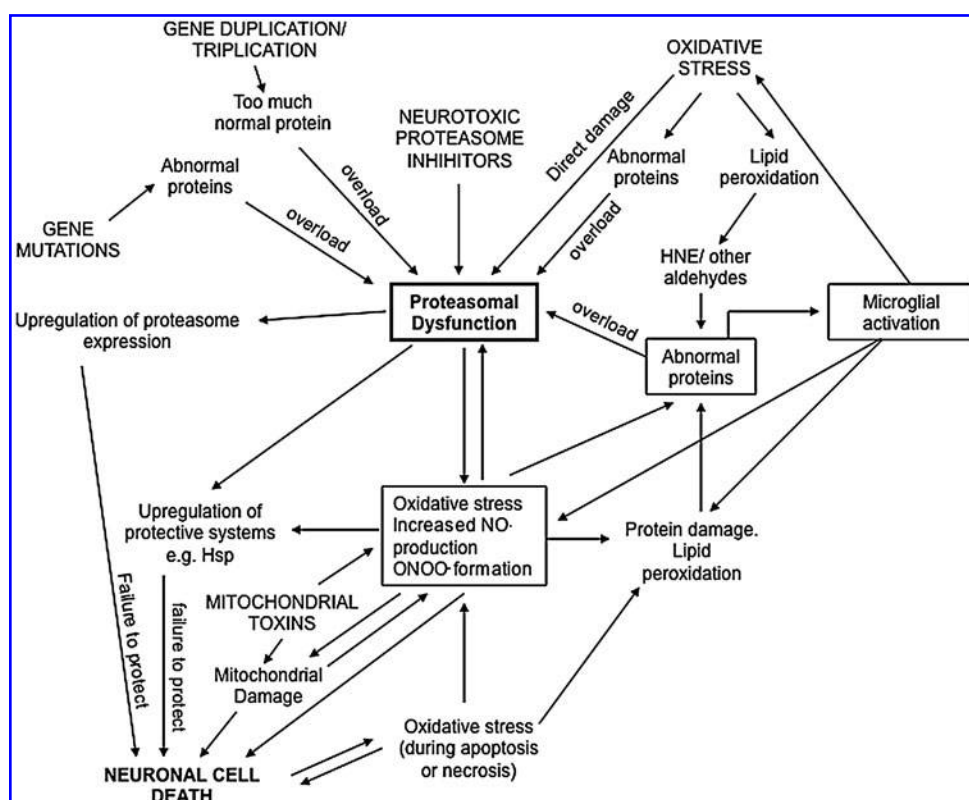 GENE DUPLICATION/
TRIPLICATION
OXIDATIVE
STRESS
Too much
normal protein
NEUROTOXIC
PROTEASOME
INHIHITORS
Direct damage
Abnormal
proteins
Lipid
peroxidation
Abnormal
proteins
overload
overload
overload
GENE
MUTATIONS
HNE/ other
aldehydes
Proteasomal
Dysfunction
Microglial
activation
Upregulation of proteasome
expression
overload
Abnormal
proteins
Upregulation of
protective systems
e.g. Hsp
Oxidative stress
Increased NO·
production
ONOO-formation
Protein damage.
Lipid
peroxidation
Failure to protect
failure to protect
MITOCHONDRIAL
TOXINS
Mitochondrial
Damage
Oxidative stress
(during apoptosis
or necrosis)
NEURONAL CELL
DEATH